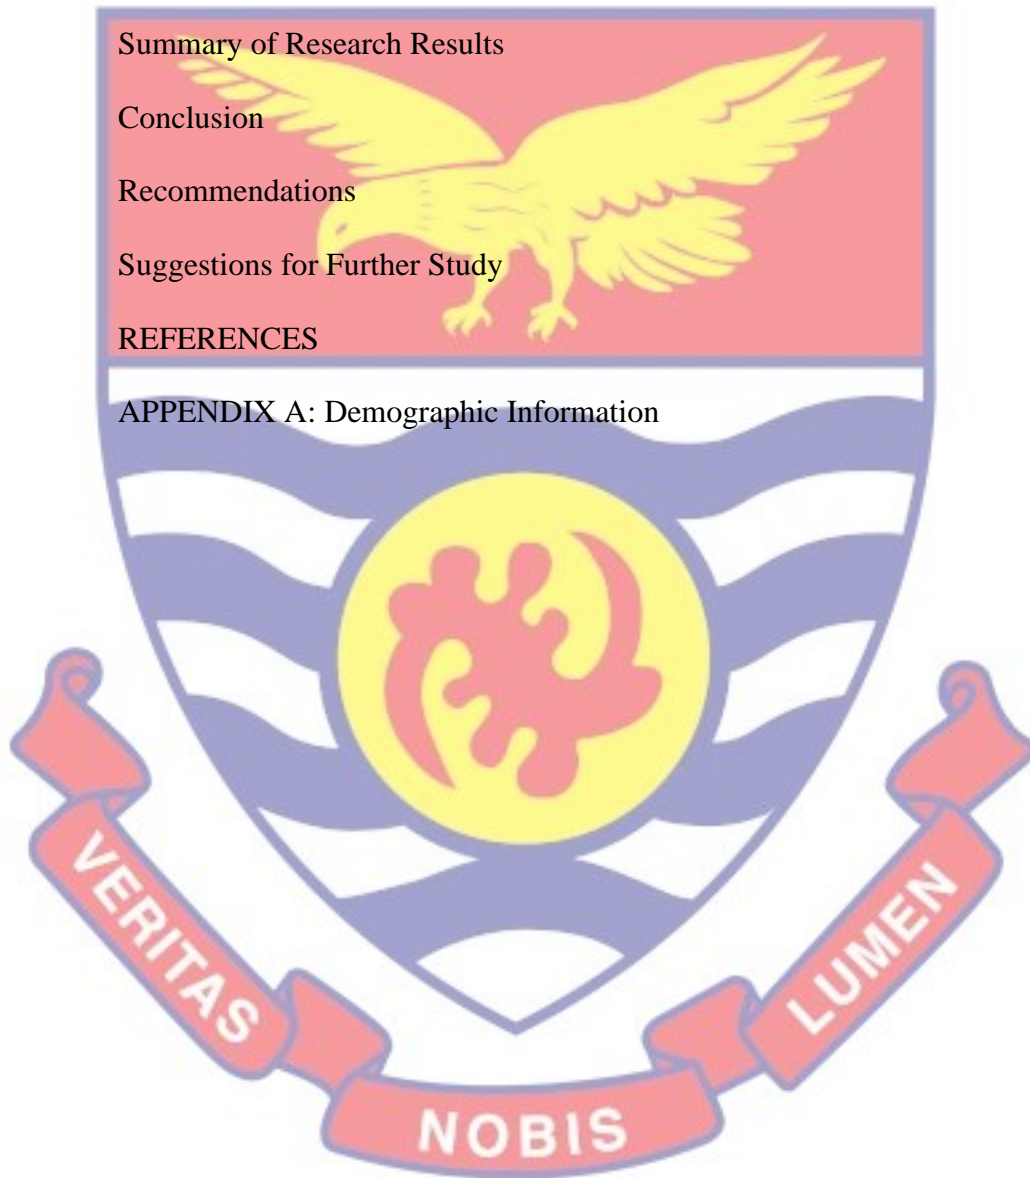 Summary of Research Results
Conclusion
Recommendations
Suggestions for Further Study
REFERENCES
APPENDIX A: Demographic Information
VERITAS
NOBIS
LUMEN